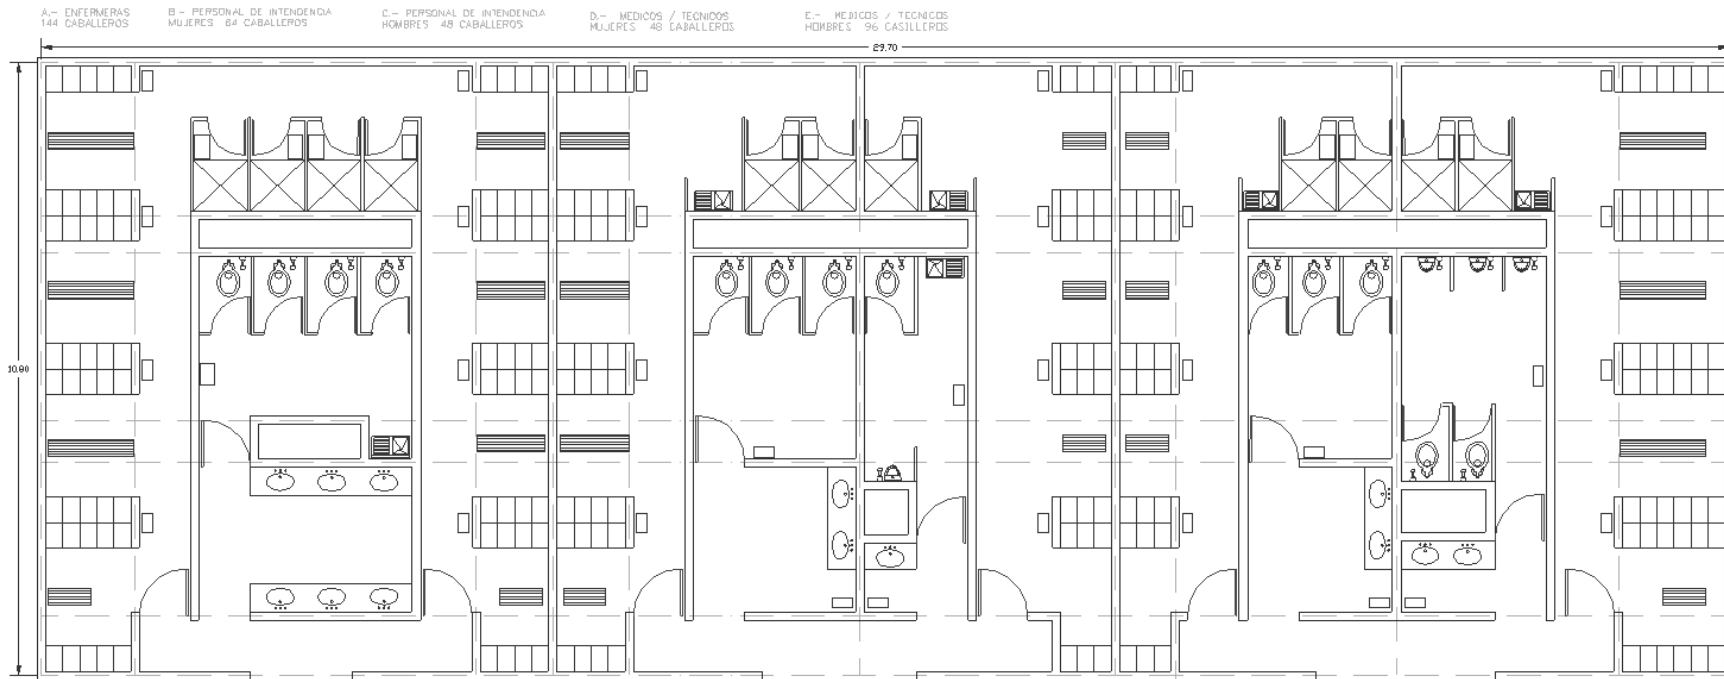 A.- ENFERMERAS
144 CABALLEROS
B - PERSONAL DE INTENDENCIA
MUJERES 64 CABALLEROS
C.- PERSONAL DE INTENDENCIA
HOMBRES 48 CABALLEROS
D.- MEDICOS / TECNICOS
MUJERES 48 CABALLEROS
E.- MEDICOS / TECNICOS
HOMBRES 96 CASILLEROS
29.70
10.80